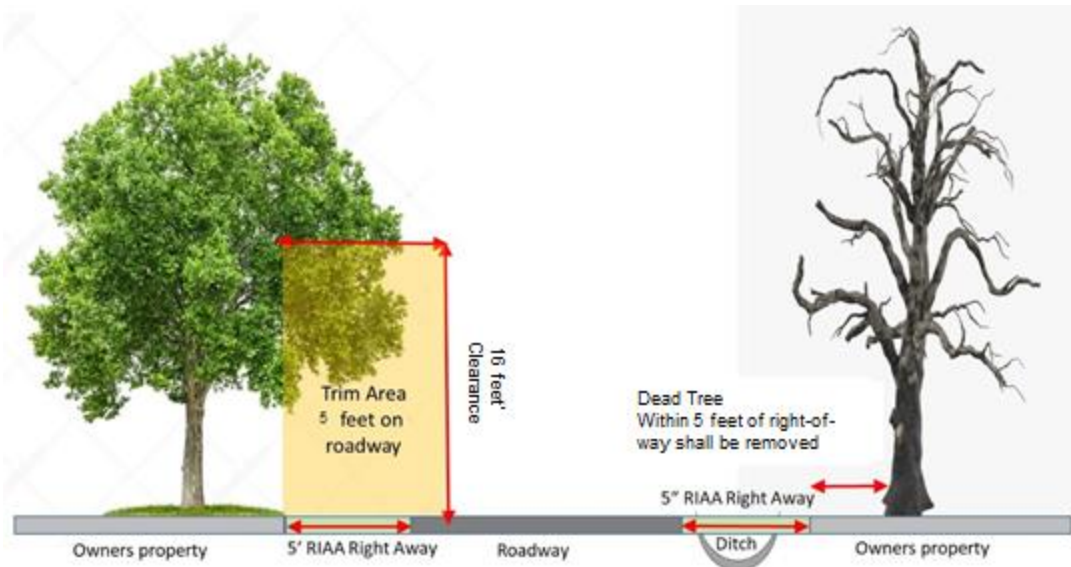 Trim Area
5 feet on
roadway
16 feet'
Clearance
Dead Tree
Within 5 feet of right-of-
way shall be removed
5" RIAA Right Away
Owners property
5' RIAA Right Away
Roadway
Ditch
Owners property